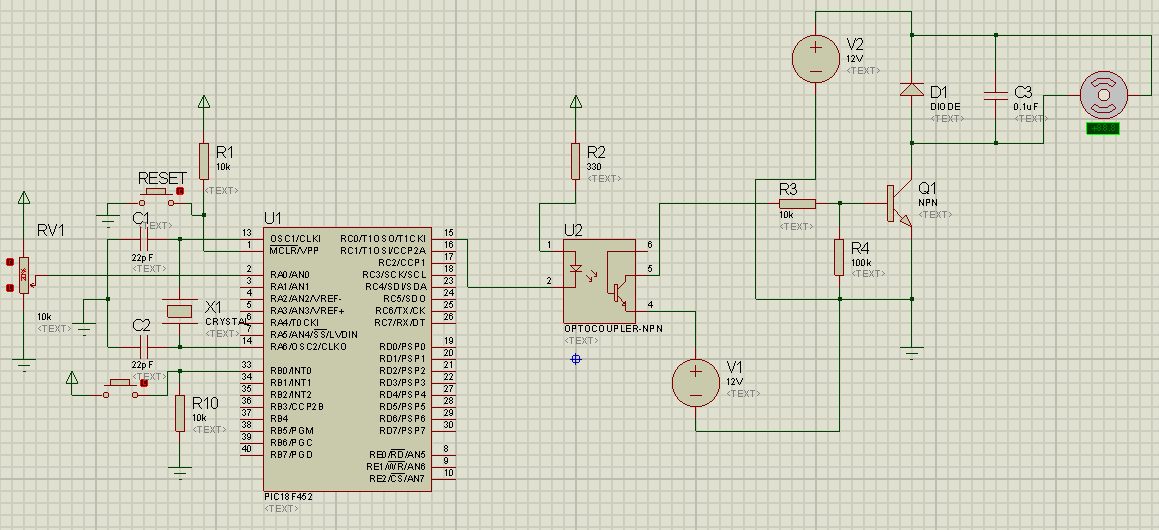 V2
12V
<TEXT>
D1
DIODE
<TEXT>
C3
0.1uF
<TEXT>
R1
10k
<TEXT>
R2
330
<TEXT>
RESET
R3
10k
<TEXT>
Q1
NPN
<TEXT>
RV1
10k
C1
<TEXT>
22pF
<TEXT>
U1
13 OSC1/CLKI
1 MCLR/VPP
2 RA0/AN0
3 RA1/AN1
4 RA2/AN2/VREF-
5 RA3/AN3/VREF+
6 RA4/T0CKI
7 RA5/AN4/SS/LVDIN
14 RA6/OSC2/CLKO
33 RB0/INT0
34 RB1/INT1
35 RB2/INT2
36 RB3/CCP2B
37 RB4
38 RB5/PGM
39 RB6/PGC
40 RB7/PGD
RC0/T1OSO/T1CKI 15
RC1/T1OSI/CCP2A 16
RC2/CCP1 17
RC3/SCK/SCL 18
RC4/SDI/SDA 23
RC5/SDO 24
RC6/TX/CK 25
RC7/RX/DT 26
RD0/PSP0 19
RD1/PSP1 20
RD2/PSP2 21
RD3/PSP3 22
RD4/PSP4 27
RD5/PSP5 28
RD6/PSP6 29
RD7/PSP7 30
RE0/RD/AN5 8
RE1/WR/AN6 9
RE2/CS/AN7 10
PIC18F452
<TEXT>
X1
CRYSTAL
<TEXT>
C2
22pF
<TEXT>
R10
10k
<TEXT>
U2
1
2
6
5
4
OPTOCOUPLER-NPN
<TEXT>
R4
100k
<TEXT>
V1
12V
<TEXT>